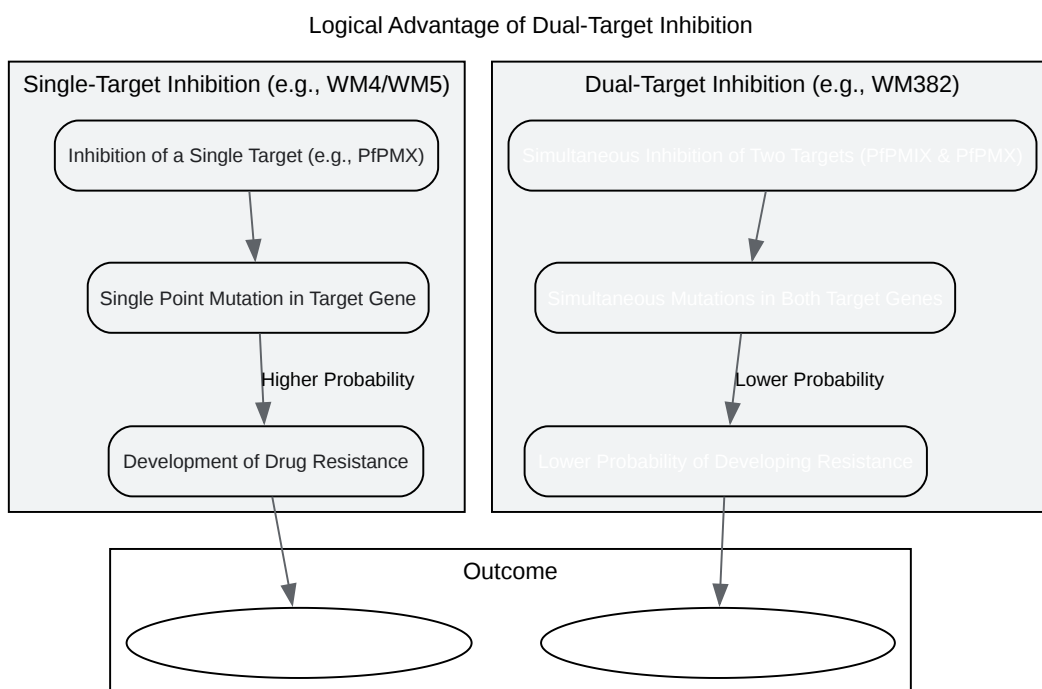 Logical Advantage of Dual-Target Inhibition
Single-Target Inhibition (e.g., WM4/WM5)
Inhibition of a Single Target (e.g., PfPMX)
Single Point Mutation in Target Gene
Higher Probability
Development of Drug Resistance
Dual-Target Inhibition (e.g., WM382)
Simultaneous Inhibition of Two Targets (PfPMIX & PfPMX)
Simultaneous Mutations in Both Target Genes
Lower Probability
Lower Probability of Developing Resistance
Outcome